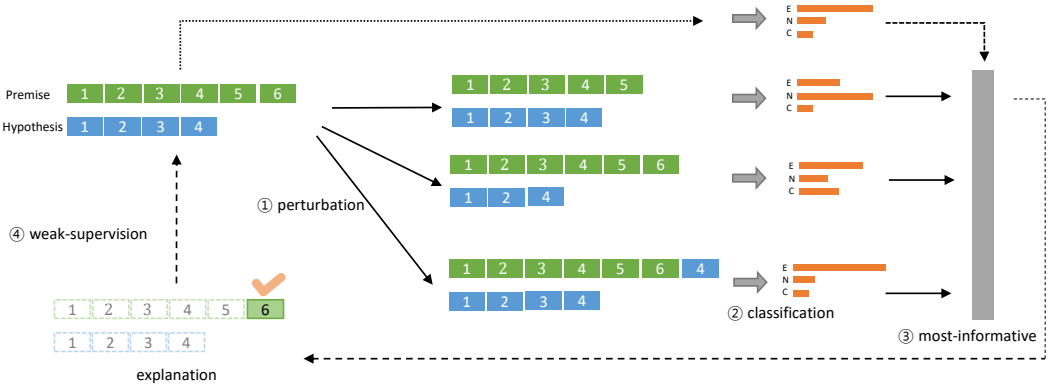 E
N
C
Premise 1 2 3 4 5 6
Hypothesis 1 2 3 4
1 2 3 4 5
1 2 3 4
E
N
C
1 2 3 4 5 6
1 2 4
E
N
C
① perturbation
④ weak-supervision
1 2 3 4 5 6 4
1 2 3 4
E
N
C
② classification
③ most-informative
1 2 3 4 5 6
1 2 3 4
explanation